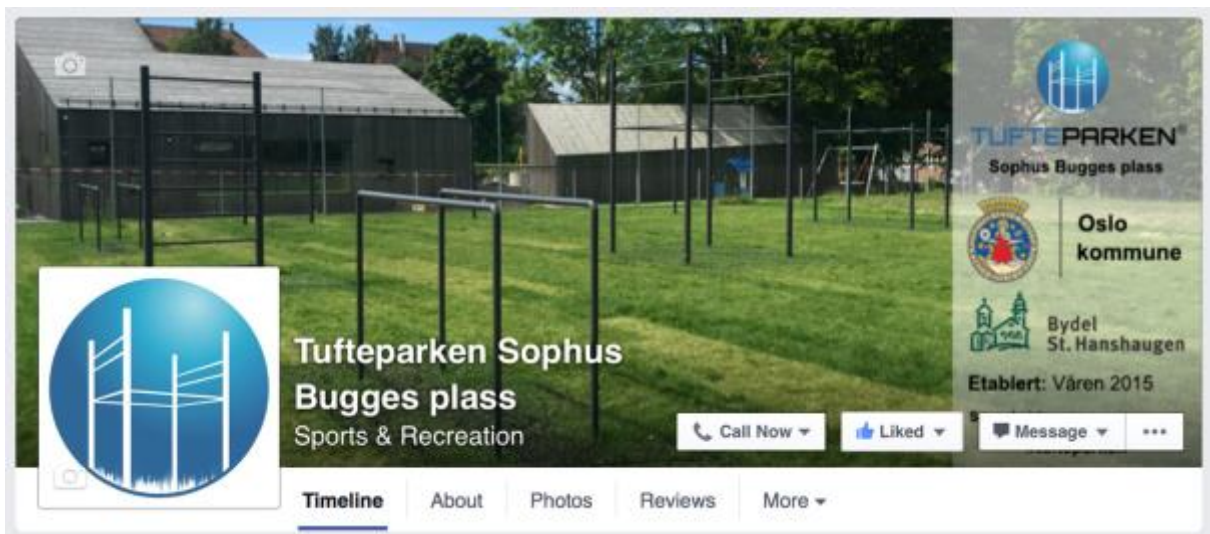 TUFTEPARKEN®
Sophus Bugges plass
Oslo
kommune
Bydel
St. Hanshaugen
Etablert: Våren 2015
Tufteparken Sophus
Bugges plass
Sports & Recreation
Call Now
Liked
Message
Timeline
About
Photos
Reviews
More